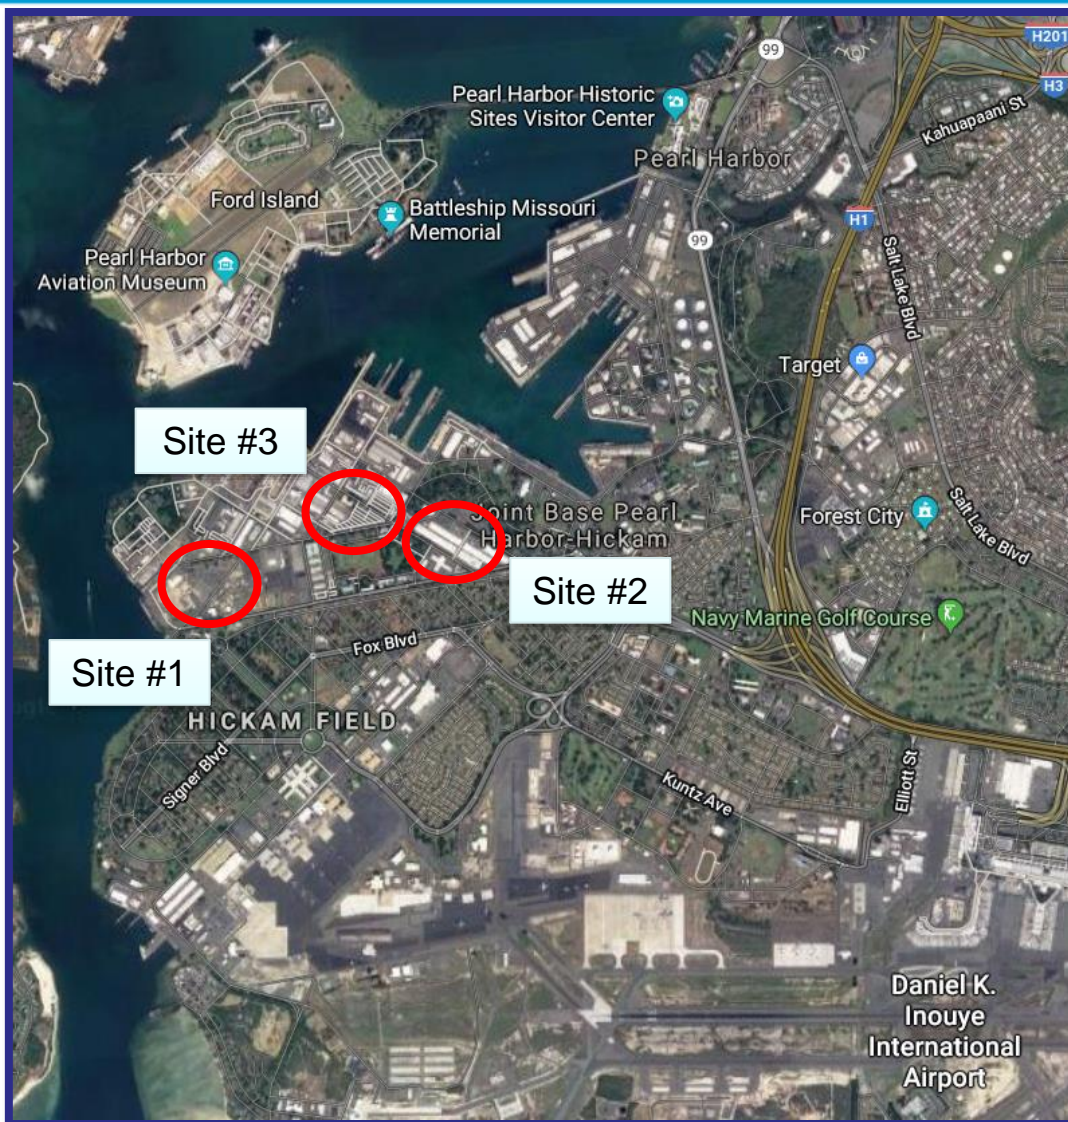 H201
99
H3
Pearl Harbor Historic
Sites Visitor Center
Kahuapaani St
Pearl Harbor
Ford Island
Battleship Missouri
Memorial
H1
99
Pearl Harbor
Aviation Museum
Salt Lake Blvd
Target
Site #3
Joint Base Pearl
Harbor-Hickam
Forest City
Salt Lake Blvd
Site #2
Navy Marine Golf Course
Fox Blvd
Site #1
HICKAM FIELD
Signer Blvd
Kuntz Ave
Elliott St
Daniel K.
Inouye
International
Airport